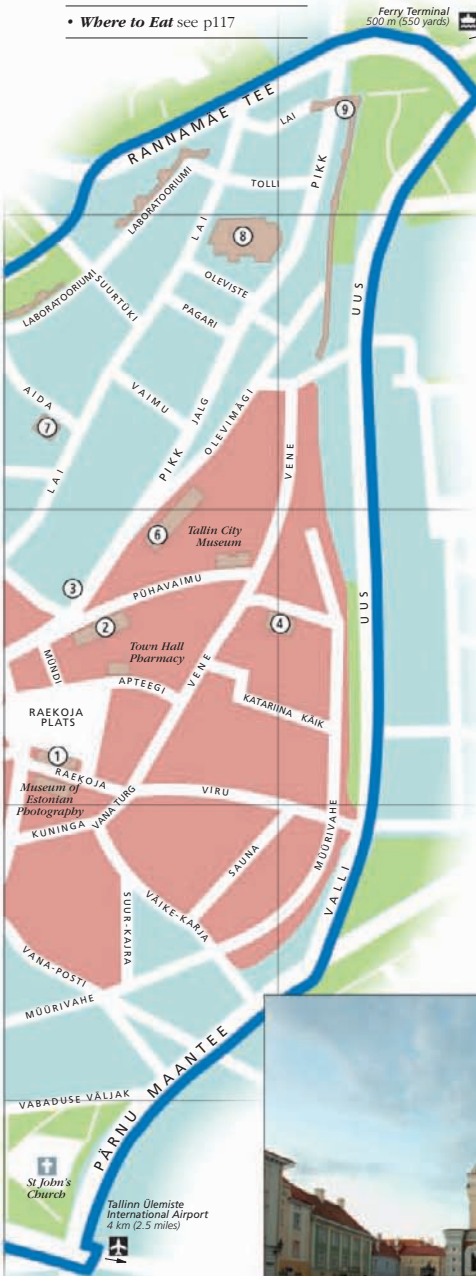 • Where to Eat see p117
Ferry Terminal
500 m (550 yards)
RANNAMÄE TEE
LAI
9
PIKK
TOLLI
LABORATOORIUMI
LAI
8
UUS
LABORATOORIUMI
SUURTÜKI
OLEVISTE
PAGARI
AIDA
VAIMU
7
LAI
PIKK
JALG
OLEVIMÄGI
VENE
6
Tallin City
Museum
3
PÜHAVAIMU
UUS
2
4
MÜNDI
Town Hall
Pharmacy
VENE
APTEEGI
KATARIINA KÄIK
RAEKOJA
PLATS
1
RAEKOJA
Museum of
Estonian
Photography
VANA TURG
VIRU
KUNINGA
MÜÜRIVAHE
SAUNA
VALLI
SUUR-KAJRA
VÄIKE-KARJA
VANA-POSTI
MÜÜRIVAHE
PÄRNU MAANTEE
VABADUSE VÄLJAK
St John's
Church
Tallinn Ülemiste
International Airport
4 km (2.5 miles)